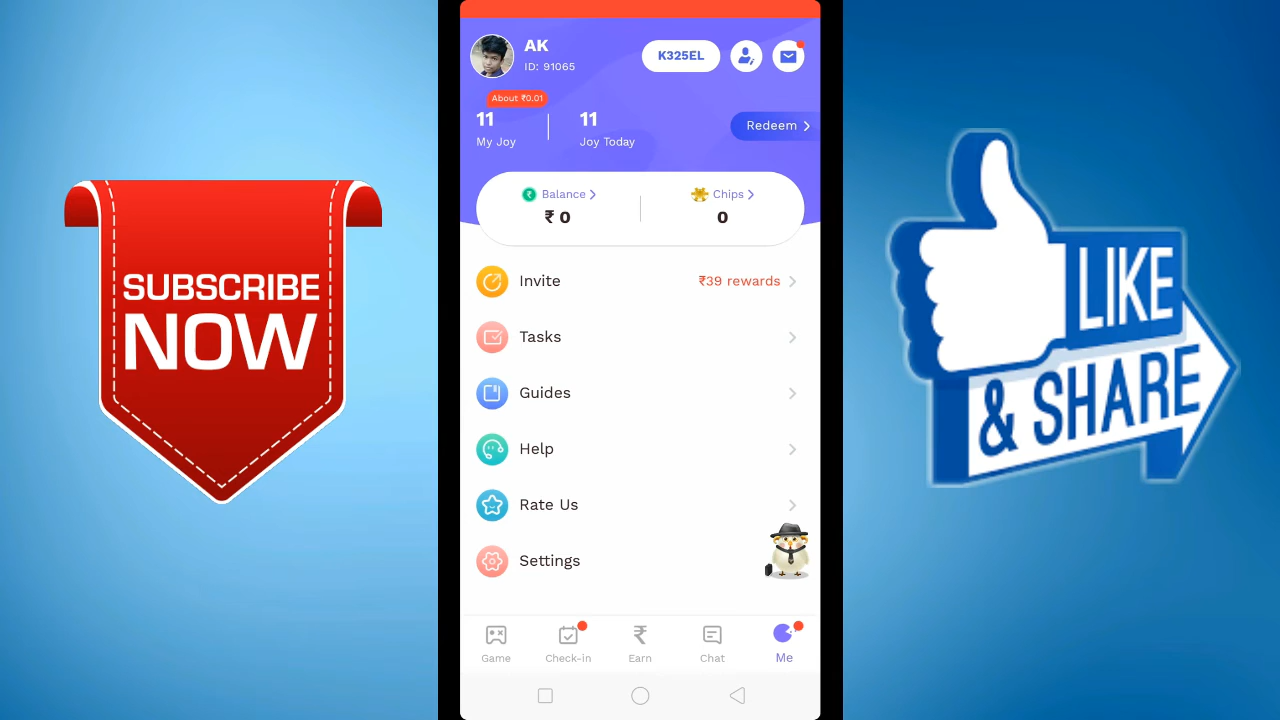 SUBSCRIBE
NOW
AK
ID: 91065
K325EL
About ₹0.01
11
11
My Joy
Joy Today
Redeem
Balance
Chips
₹ 0
0
Invite
₹39 rewards
Tasks
Guides
Help
Rate Us
Settings
Game
Check-in
Earn
Chat
Me
LIKE
& SHARE